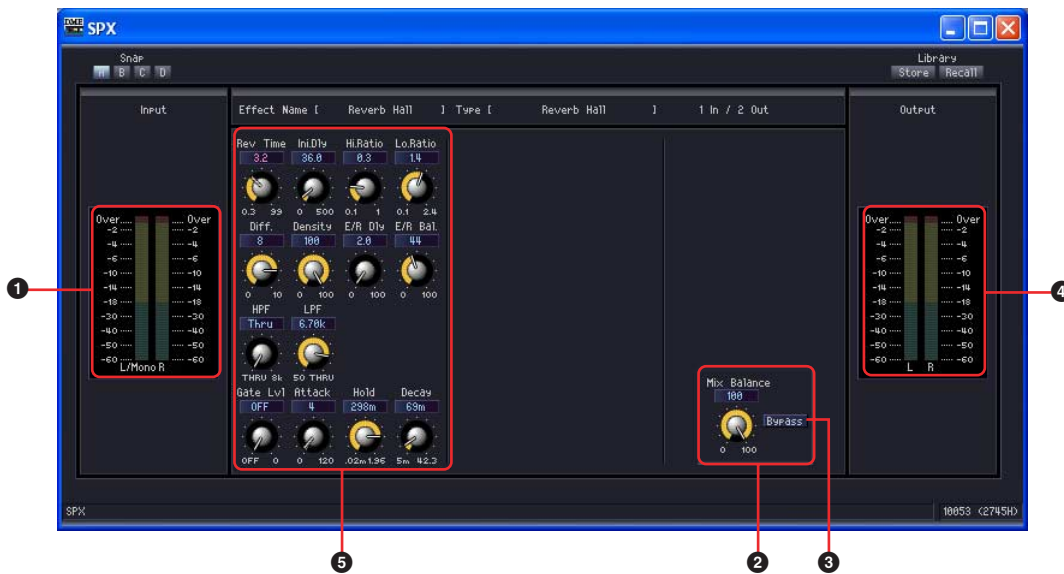 DME SPX
Snap
A B C D
Library
Store Recall
Input
Effect Name [ Reverb Hall ] Type [ Reverb Hall ] 1 In / 2 Out
Output
Rev Time Ini.Dly Hi.Ratio Lo.Ratio
3.2 36.0 0.3 1.4
0.3 99 0 500 0.1 1 0.1 2.4
Diff. Density E/R Dly E/R Bal.
8 100 2.0 44
0 10 0 100 0 100 0 100
HPF LPF
Thru 6.70k
THRU 8k 50 THRU
Gate Lvl Attack Hold Decay
OFF 4 298m 69m
OFF 0 0 120 .02m 1.96 5m 42.3
Over Over
-2 -2
-4 -4
-6 -6
-10 -10
-14 -14
-18 -18
-30 -30
-40 -40
-50 -50
-60 -60
L/Mono R
Mix Balance
100
Bypass
0 100
Over Over
-2 -2
-4 -4
-6 -6
-10 -10
-14 -14
-18 -18
-30 -30
-40 -40
-50 -50
-60 -60
L R
SPX
10053 (2745H)
1
4
5
2
3